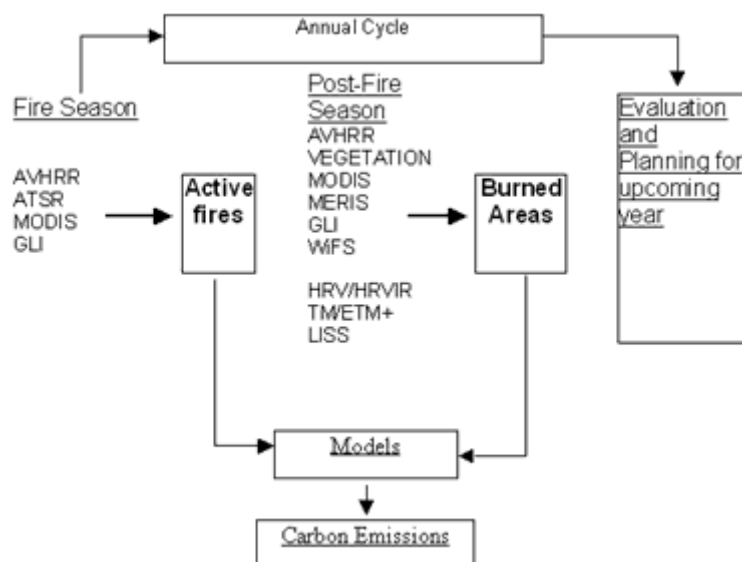 Annual Cycle
Fire Season
AVHRR
ATSR
MODIS
GLI
Active
fires
Post-Fire
Season
AVHRR
VEGETATION
MODIS
MERIS
GLI
WiFS
HRV/HRVIR
TM/ETM+
LISS
Burned
Areas
Evaluation
and
Planning for
upcoming
year
Models
Carbon Emissions